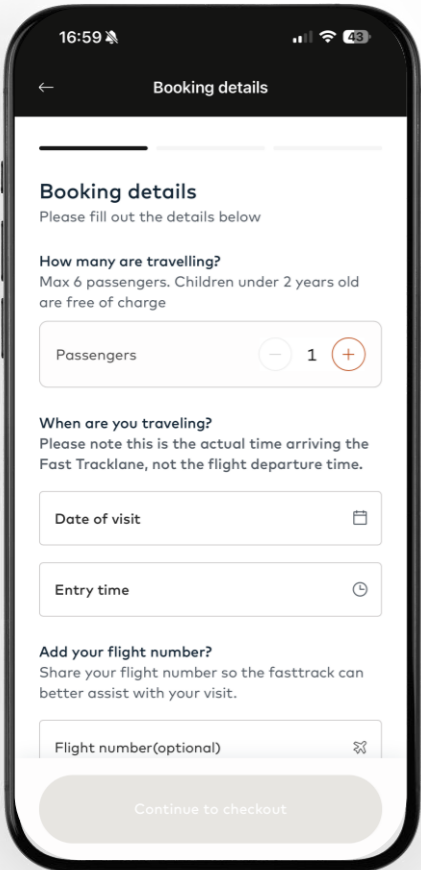 16:59
43
Booking details
Booking details
Please fill out the details below
How many are travelling?
Max 6 passengers. Children under 2 years old
are free of charge
Passengers
1
When are you traveling?
Please note this is the actual time arriving the
Fast Tracklane, not the flight departure time.
Date of visit
Entry time
Add your flight number?
Share your flight number so the fasttrack can
better assist with your visit.
Flight number(optional)
Continue to checkout